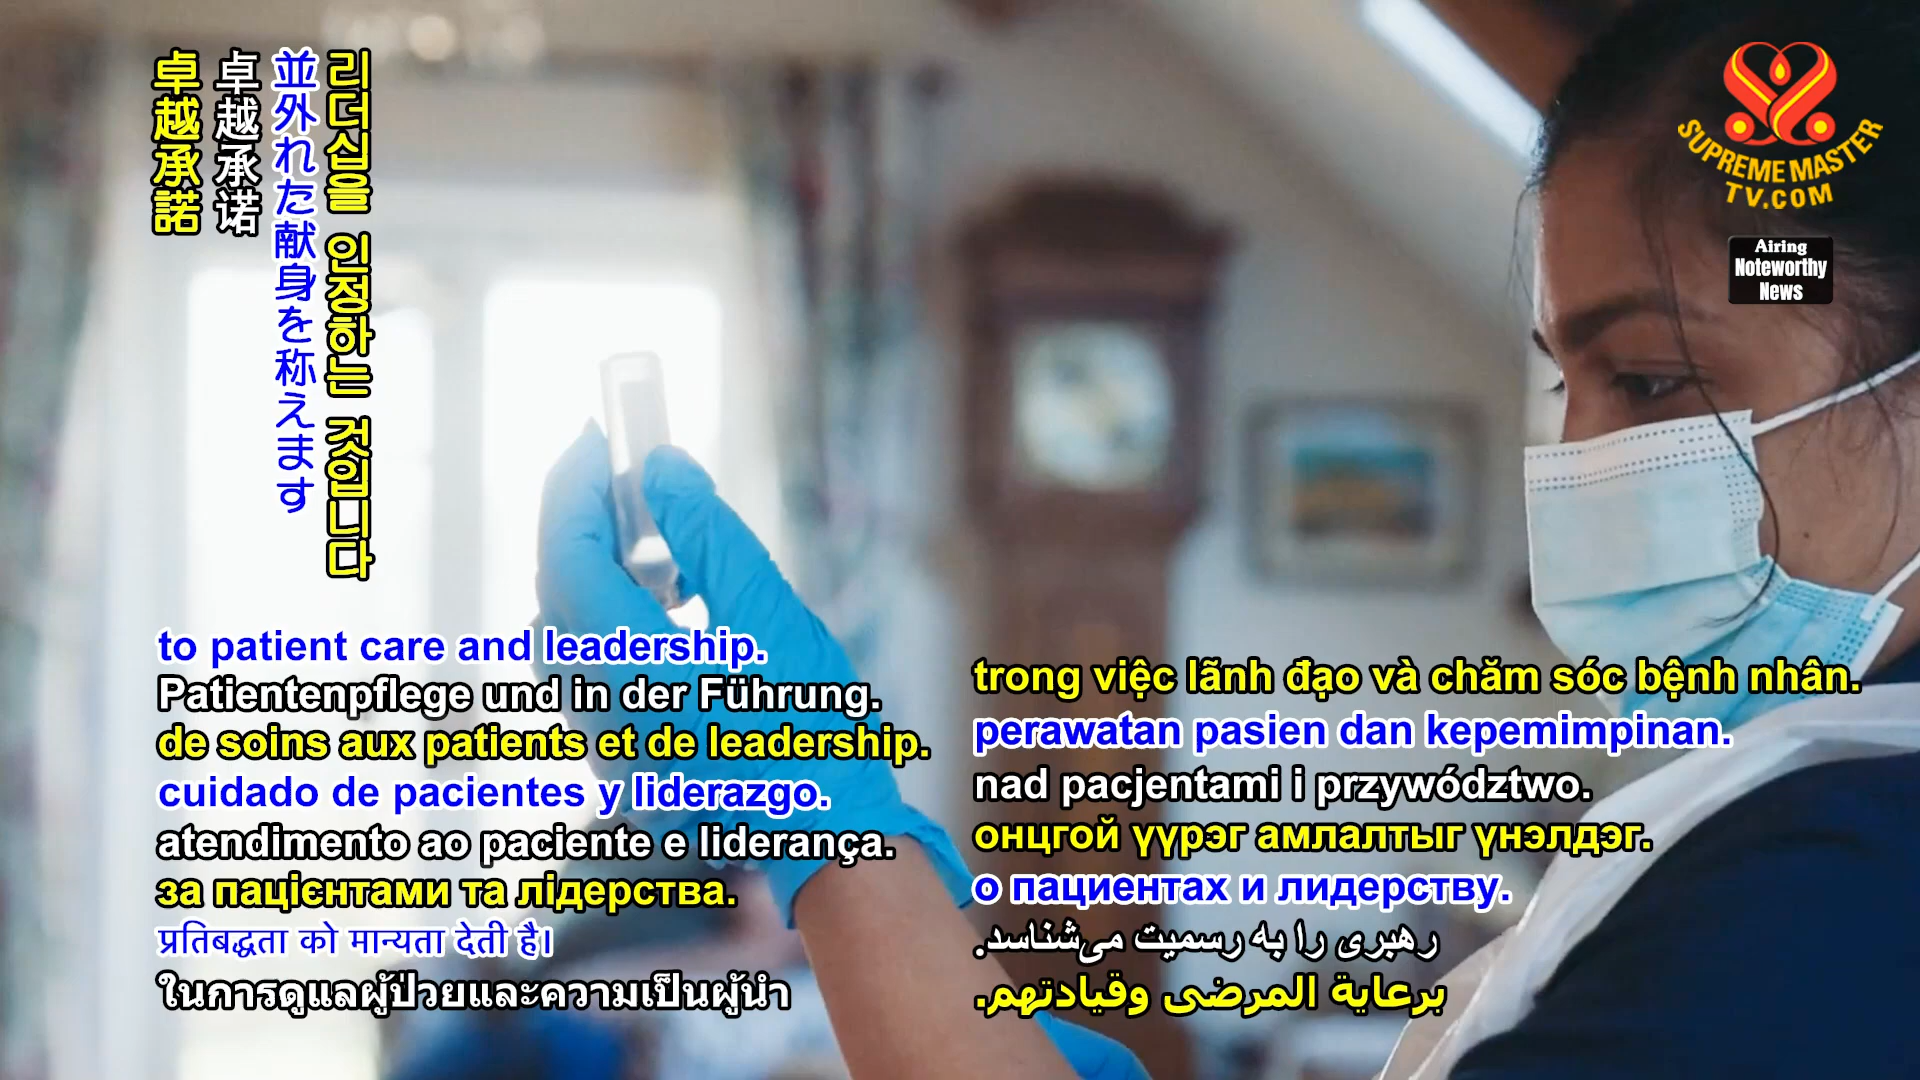 卓越承諾
卓越承诺
並外れた献身を称えます
리더십을 인정하는 것입니다
to patient care and leadership.
Patientenpflege und in der Führung.
de soins aux patients et de leadership.
cuidado de pacientes y liderazgo.
atendimento ao paciente e liderança.
за пацієнтами та лідерства.
प्रतिबद्धता को मान्यता देती है।
ในการดูแลผู้ป่วยและความเป็นผู้นำ
trong việc lãnh đạo và chăm sóc bệnh nhân.
perawatan pasien dan kepemimpinan.
nad pacjentami i przywództwo.
онцгой үүрэг амлалтыг үнэлдэг.
о пациентах и лидерству.
رهبری را به رسمیت می‌شناسد.
برعاية المرضى وقيادتهم.
SUPREME MASTER
TV.COM
Airing
Noteworthy
News